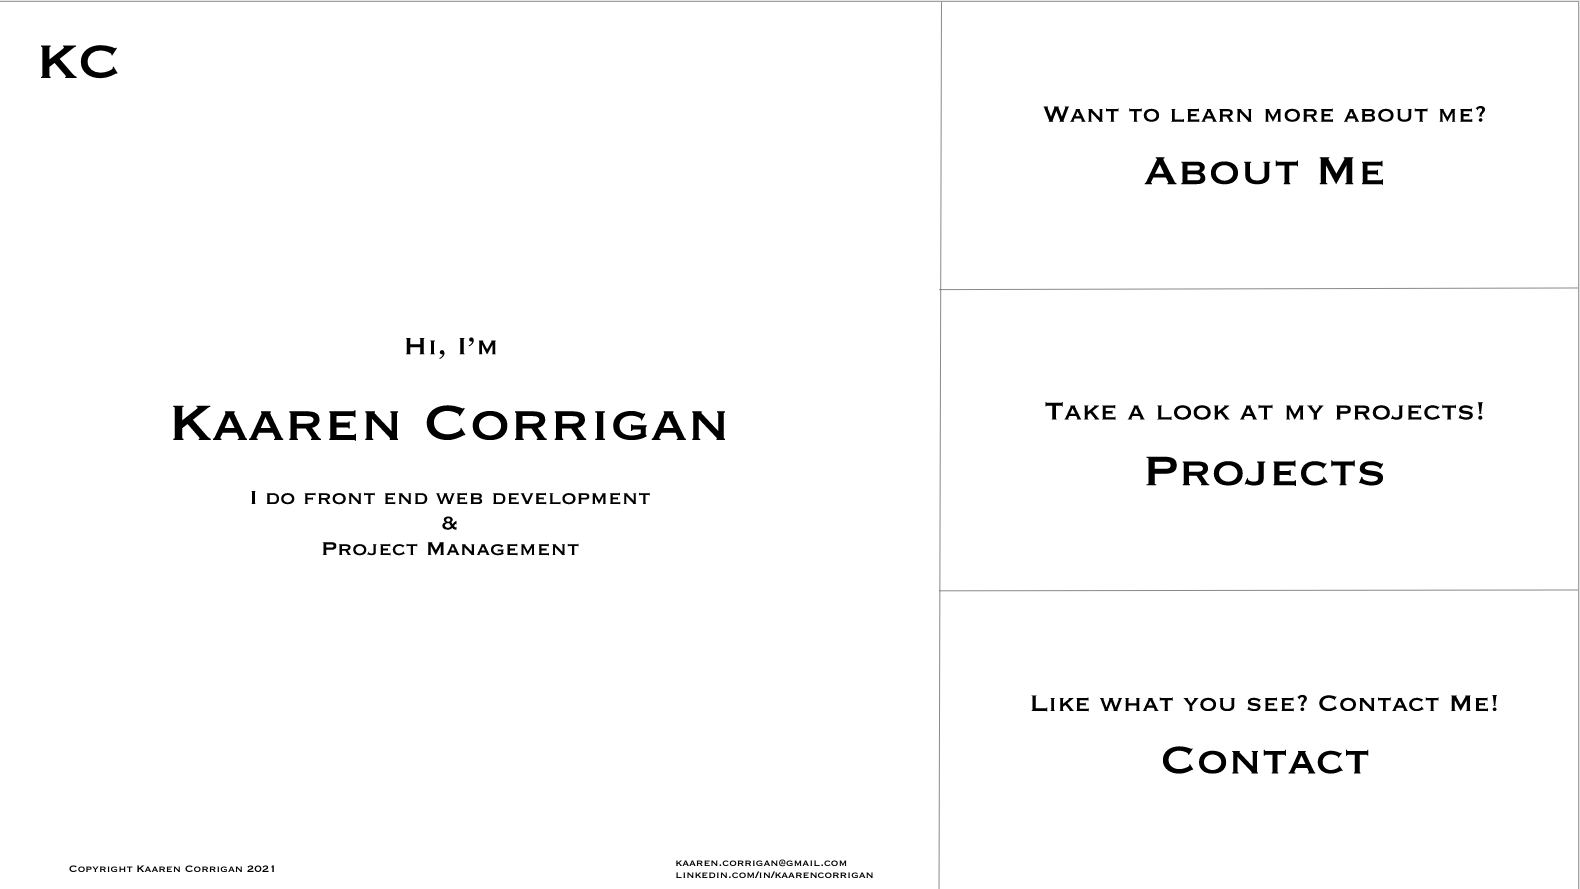 KC
Hi, I’m
Kaaren Corrigan
I do front end web development
&
Project Management
Copyright Kaaren Corrigan 2021
kaaren.corrigan@gmail.com
linkedin.com/in/kaarencorrigan
Want to learn more about me?
About Me
Take a look at my projects!
Projects
Like what you see? Contact Me!
Contact